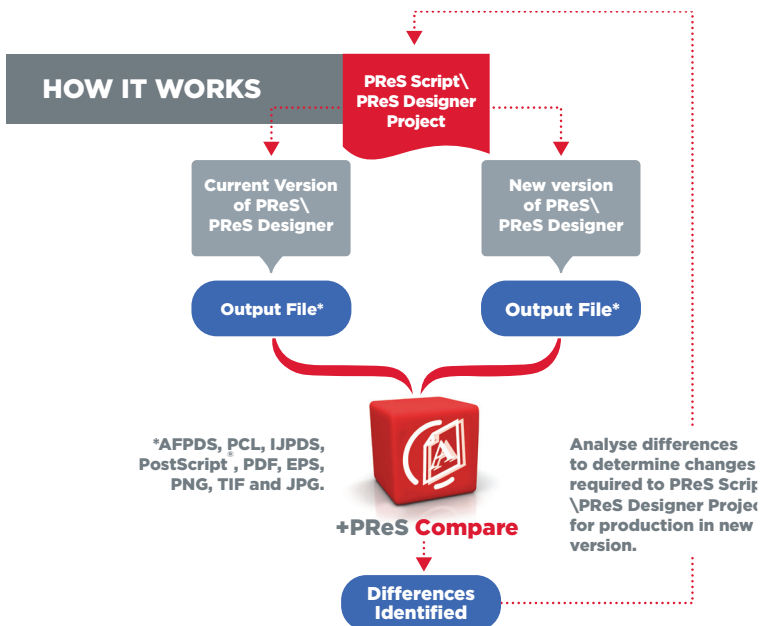 HOW IT WORKS
PReS Script\
PReS Designer
Project
Current Version
of PReS\
PReS Designer
New version
of PReS\
PReS Designer
Output File*
Output File*
*AFPDS, PCL, IJPDS,
PostScript®, PDF, EPS,
PNG, TIF and JPG.
+PReS Compare
Analyse differences
to determine changes
required to PReS Scrip
\PReS Designer Projec
for production in new
version.
Differences
Identified